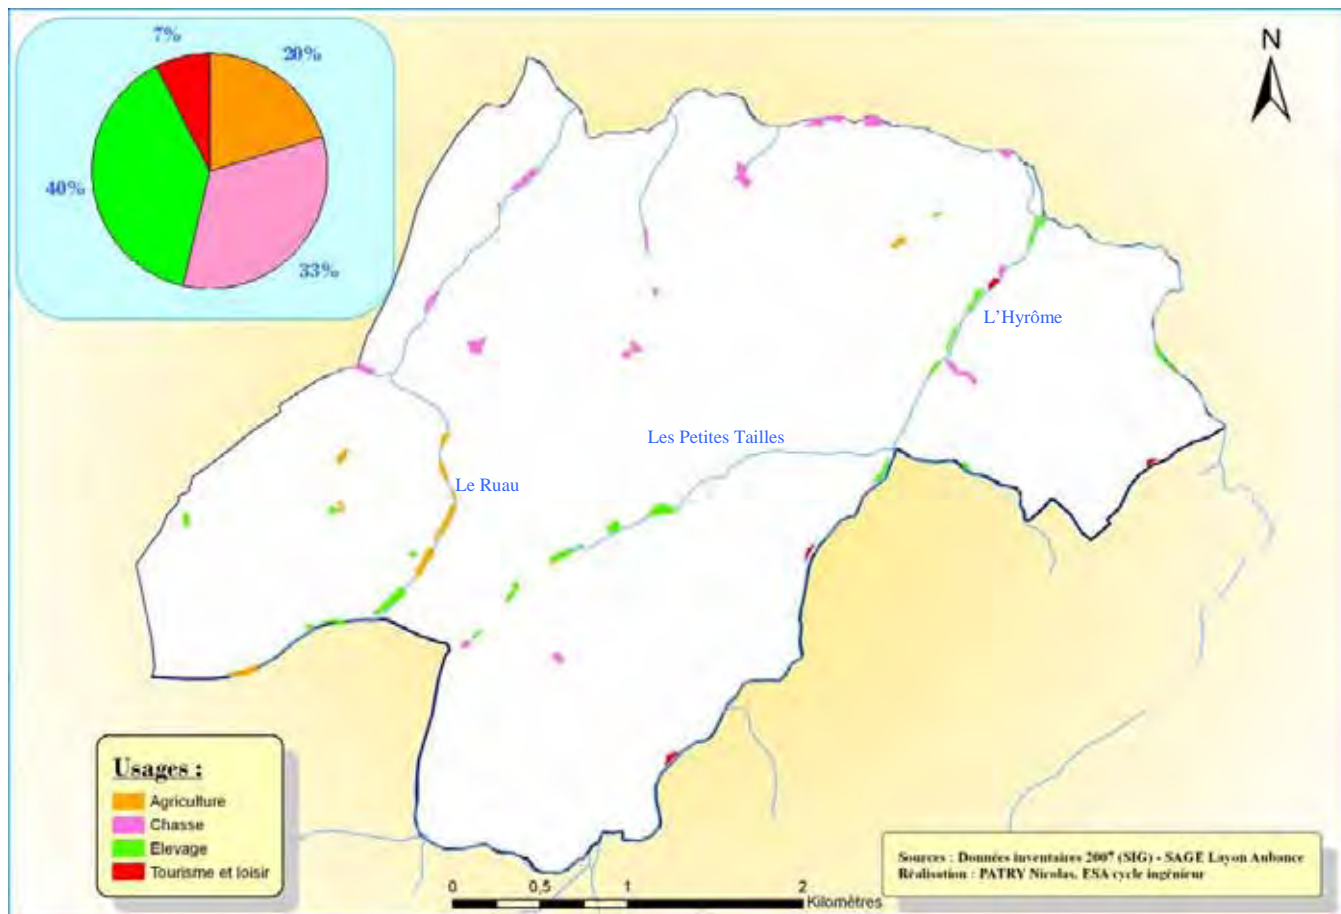 7%
20%
40%
33%
N
L’Hyrôme
Les Petites Tailles
Le Ruau
Usages :
Agriculture
Chasse
Elevage
Tourisme et loisir
Sources : Données inventaires 2007 (SIG) - SAGE Layon Aubance
Réalisation : PATRY Nicolas, ESA cycle ingénieur
0 0,5 1 2
Kilomètres